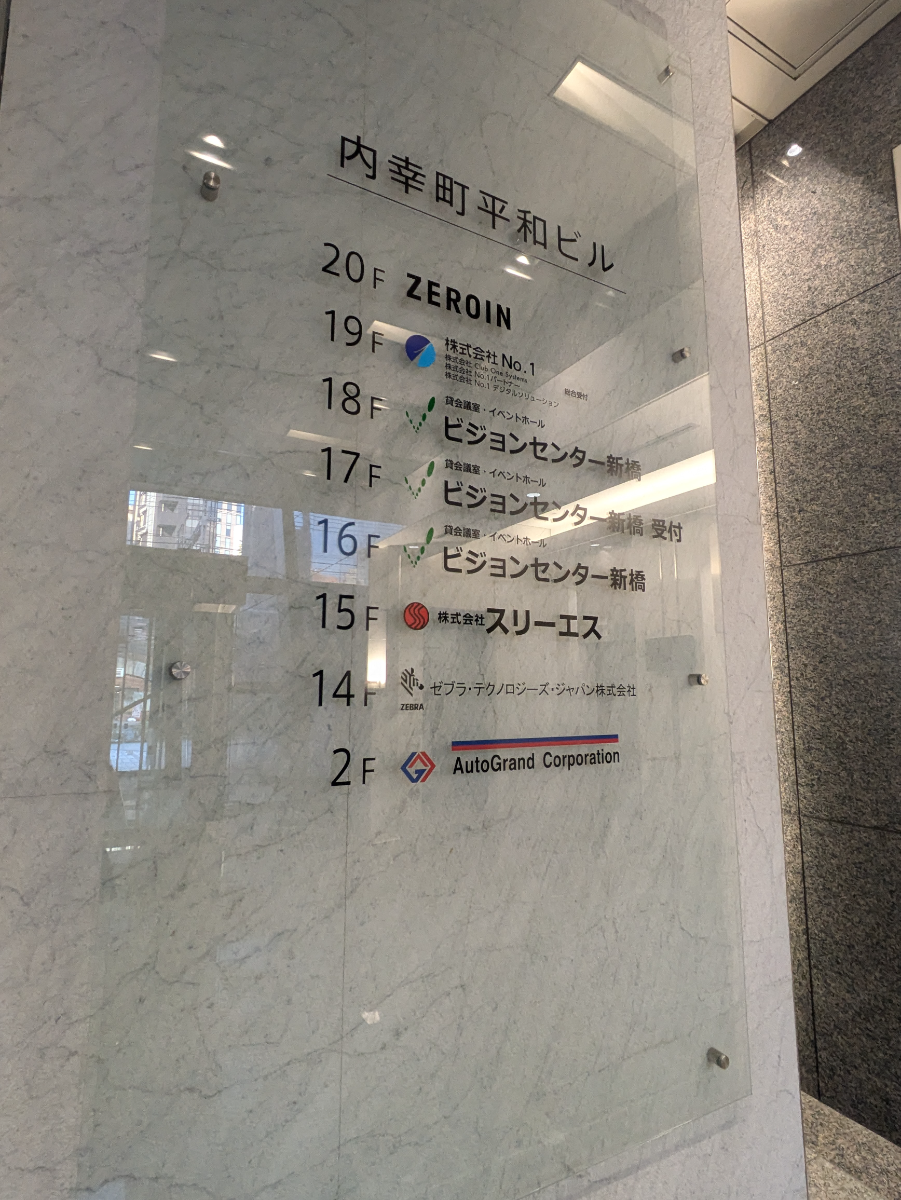 内幸町平和ビル
20F ZEROIN
19F 株式会社 No.1
株式会社 Club One Systems
株式会社 No.1パートナー
株式会社 No.1 デジタルソリューション 総合受付
18F 貸会議室・イベントホール
ビジョンセンター新橋
17F 貸会議室・イベントホール
ビジョンセンター新橋 受付
16F 貸会議室・イベントホール
ビジョンセンター新橋
15F 株式会社スリーエス
14F ZEBRA ゼブラ・テクノロジーズ・ジャパン株式会社
2F AutoGrand Corporation